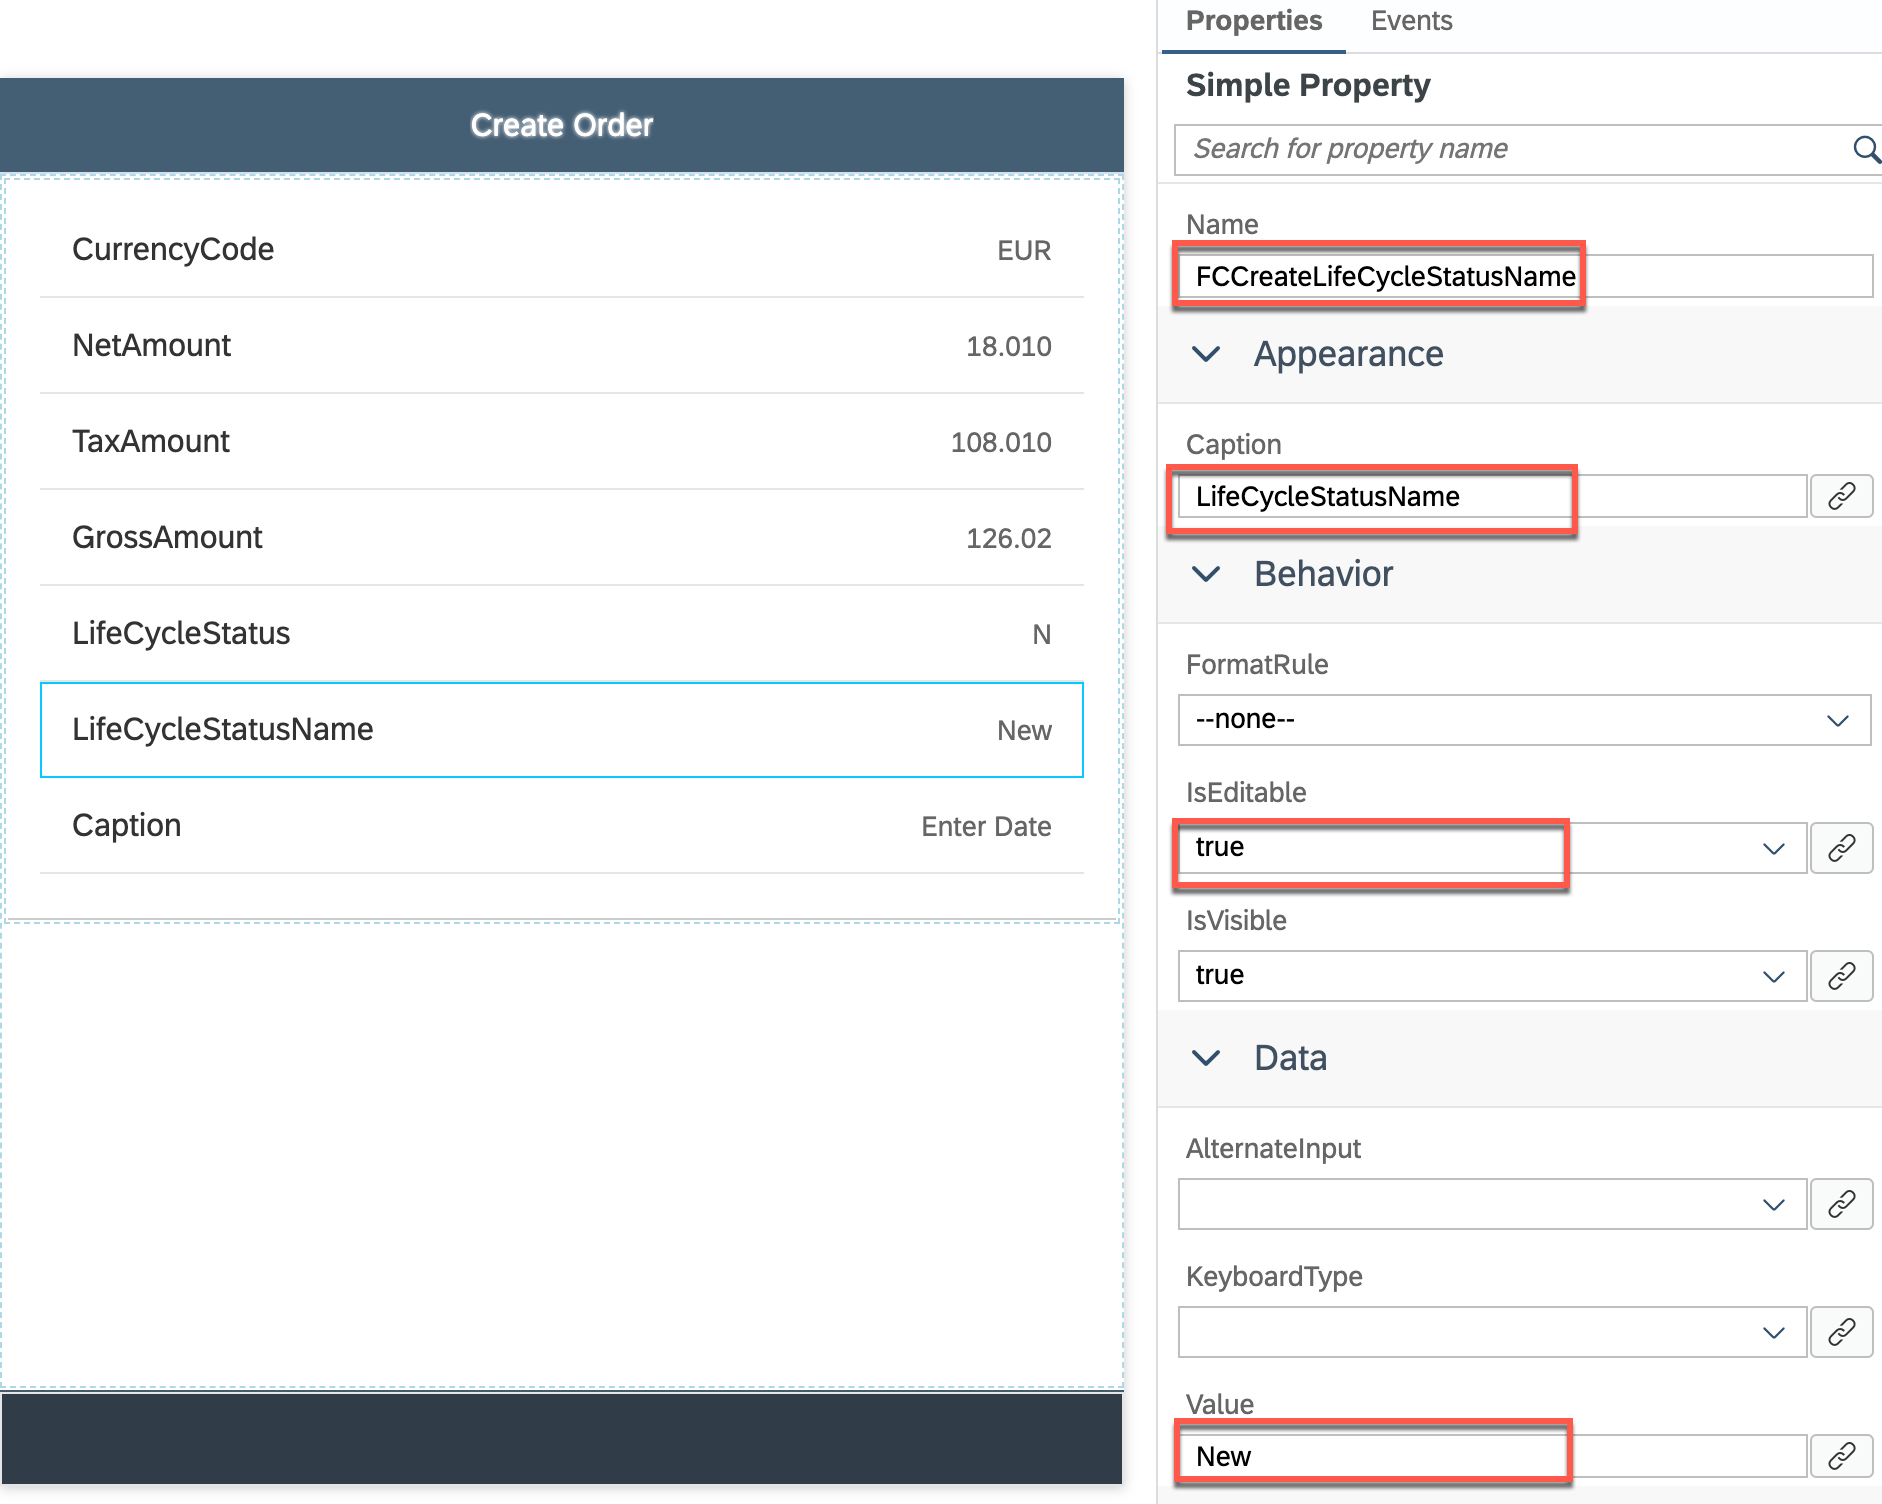 Create Order
CurrencyCode EUR
NetAmount 18.010
TaxAmount 108.010
GrossAmount 126.02
LifeCycleStatus N
LifeCycleStatusName New
Caption Enter Date
Properties Events
Simple Property
Search for property name
Name
FCCreateLifeCycleStatusName
Appearance
Caption
LifeCycleStatusName
Behavior
FormatRule
--none--
IsEditable
true
IsVisible
true
Data
AlternateInput
KeyboardType
Value
New